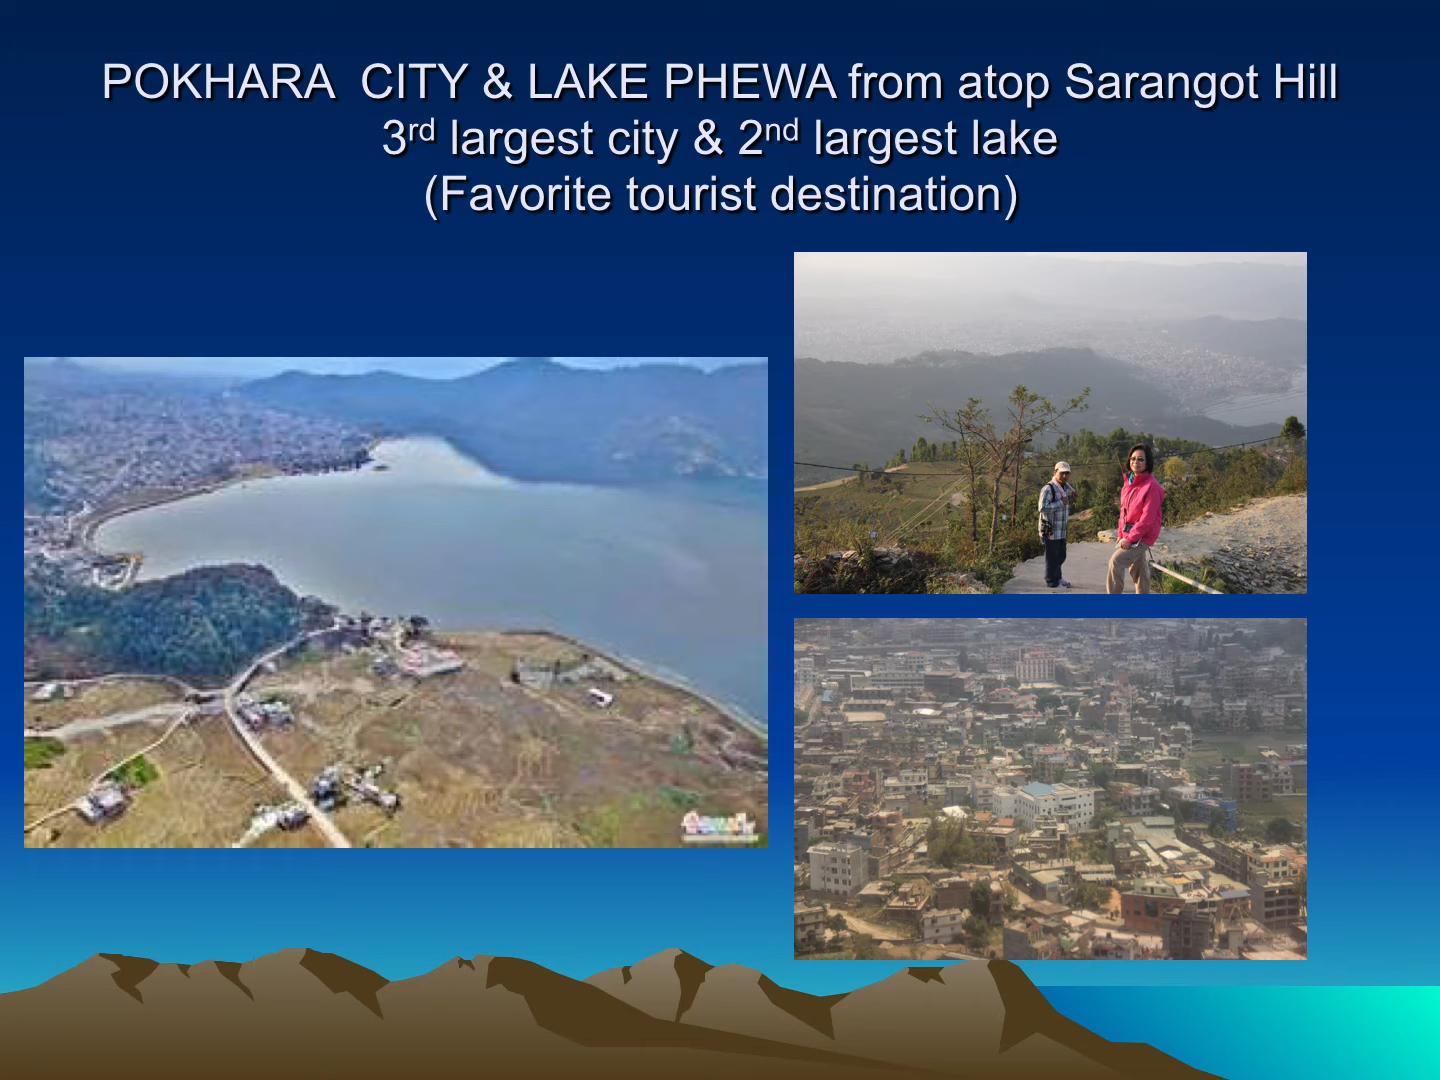 POKHARA  CITY & LAKE PHEWA from atop Sarangot Hill
3rd largest city & 2nd largest lake
(Favorite tourist destination)